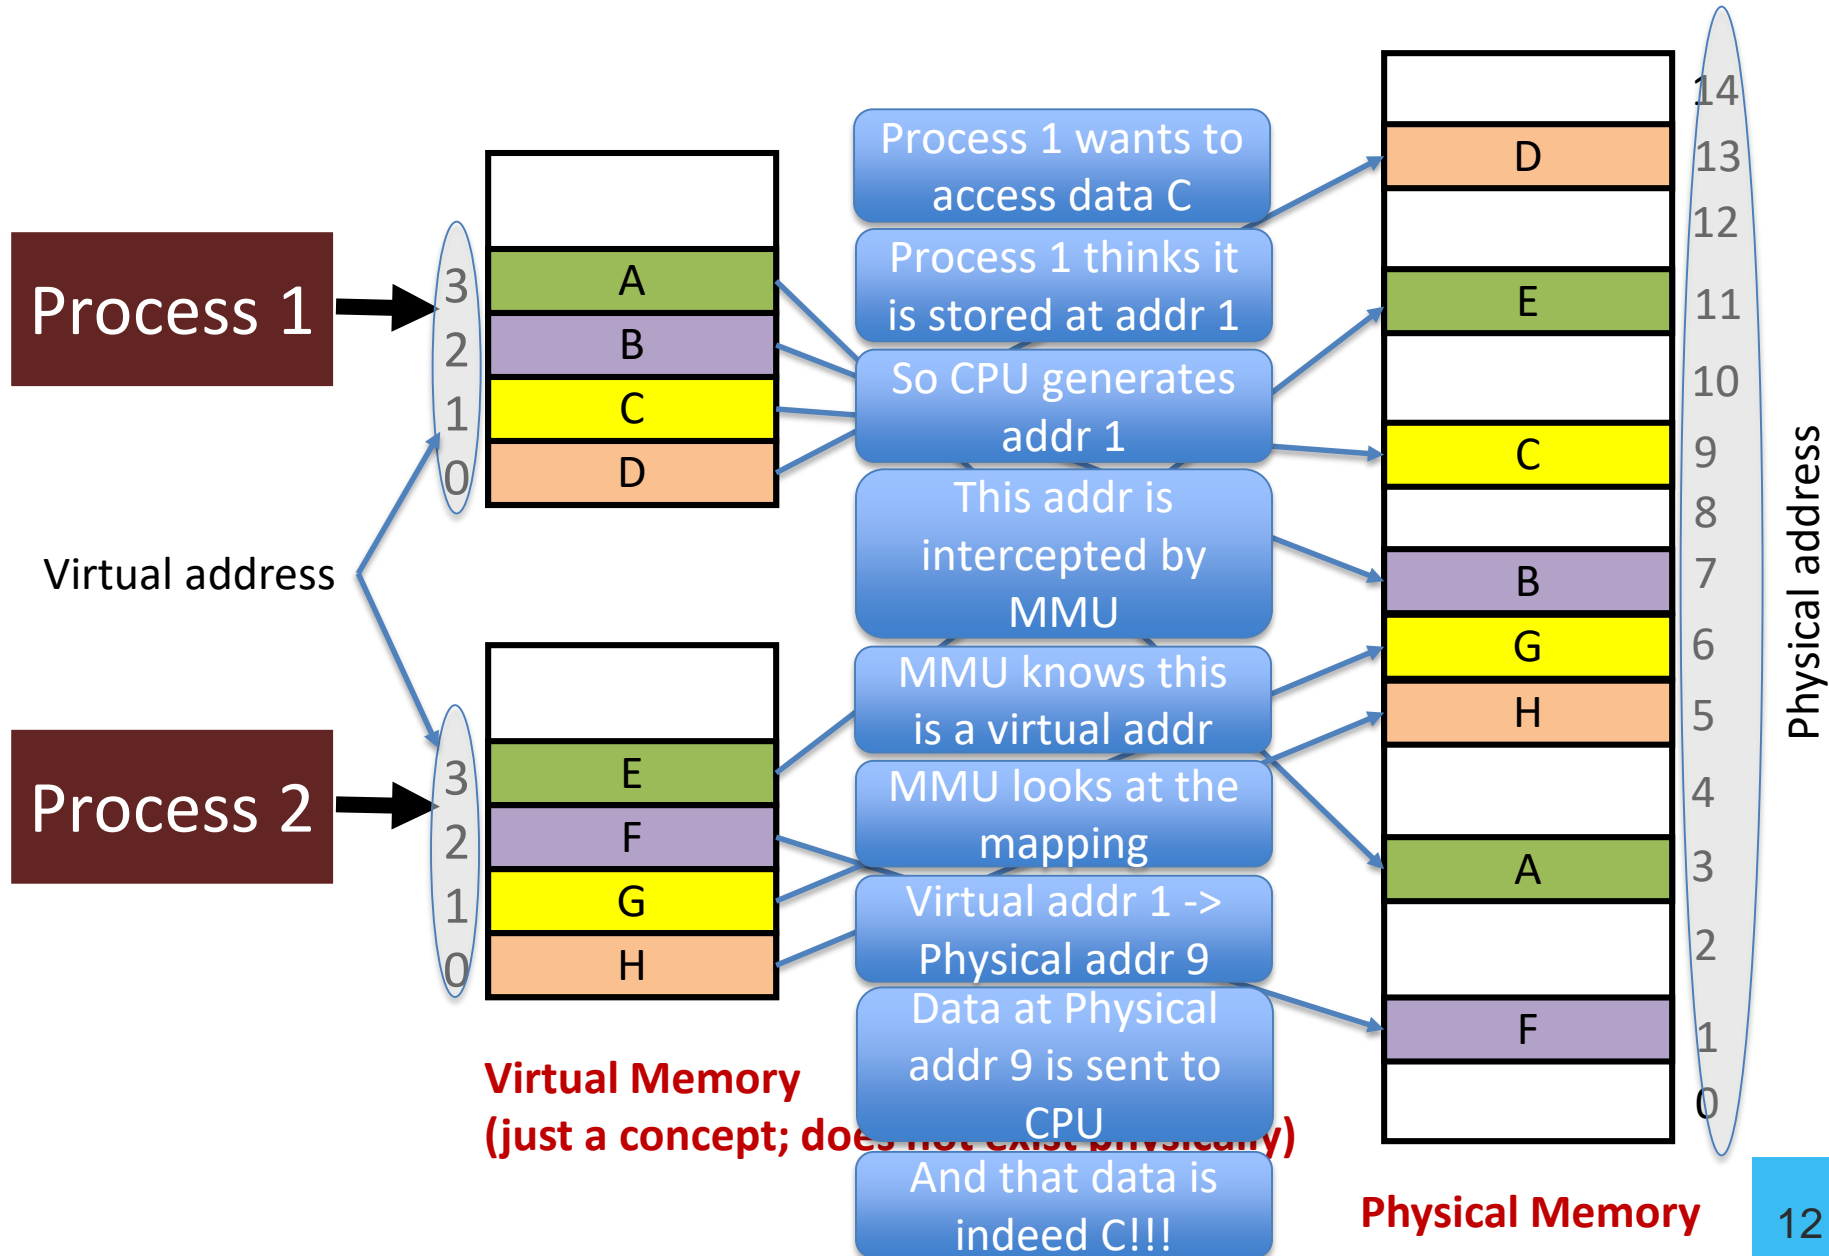 Process 1
3
2
1
0
A
B
C
D
Virtual address
Process 2
3
2
1
0
E
F
G
H
Virtual Memory
(just a concept; does not exist physically)
Process 1 wants to
access data C
Process 1 thinks it
is stored at addr 1
So CPU generates
addr 1
This addr is
intercepted by
MMU
MMU knows this
is a virtual addr
MMU looks at the
mapping
Virtual addr 1 ->
Physical addr 9
Data at Physical
addr 9 is sent to
CPU
And that data is
indeed C!!!
D
E
C
B
G
H
A
F
14
13
12
11
10
9
8
7
6
5
4
3
2
1
0
Physical address
Physical Memory
12